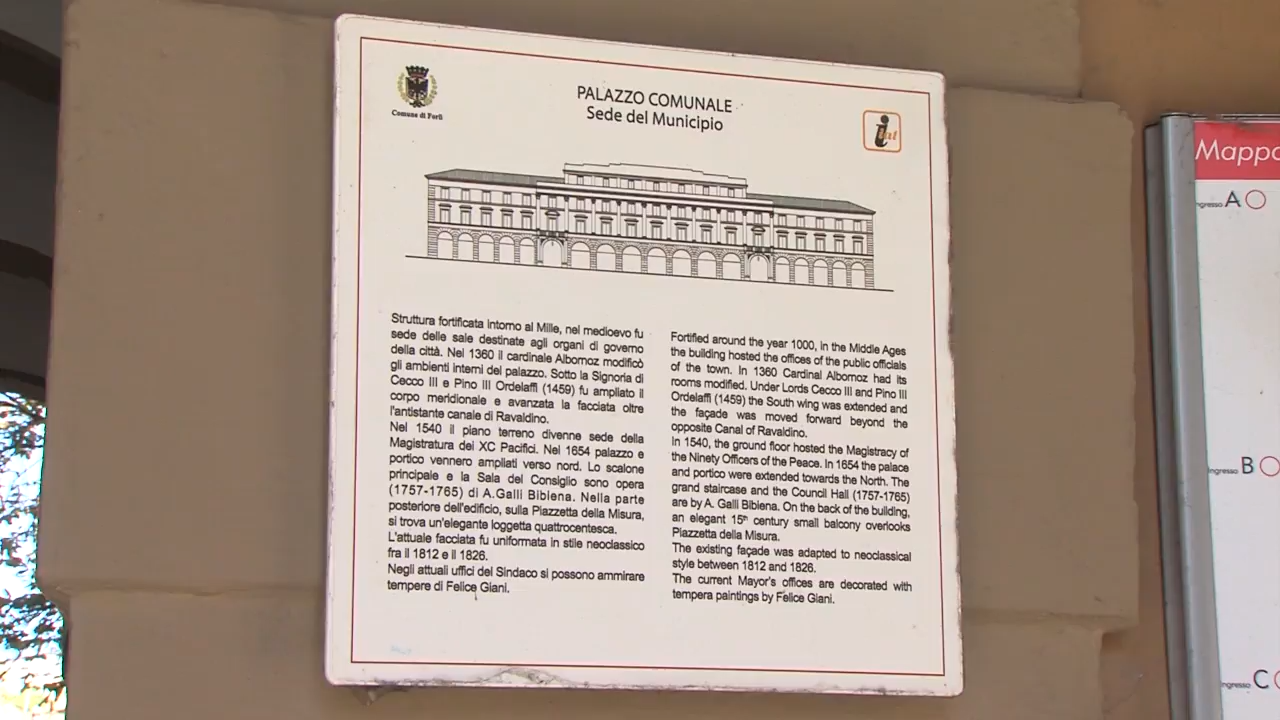 Comune di Forlì
PALAZZO COMUNALE
Sede del Municipio
i at
Struttura fortificata intorno al Mille, nel medioevo fu
sede delle sale destinate agli organi di governo
della città. Nel 1360 il cardinale Albornoz modificò
gli ambienti interni del palazzo. Sotto la Signoria di
Cecco III e Pino III Ordelaffi (1459) fu ampliato il
corpo meridionale e avanzata la facciata oltre
l'antistante canale di Ravaldino.
Nel 1540 il piano terreno divenne sede della
Magistratura dei XC Pacifici. Nel 1654 palazzo e
portico vennero ampliati verso nord. Lo scalone
principale e la Sala del Consiglio sono opera
(1757-1765) di A.Galli Bibiena. Nella parte
posteriore dell'edificio, sulla Piazzetta della Misura,
si trova un'elegante loggetta quattrocentesca.
L'attuale facciata fu uniformata in stile neoclassico
fra il 1812 e il 1826.
Negli attuali uffici del Sindaco si possono ammirare
tempere di Felice Giani.
Fortified around the year 1000, in the Middle Ages
the building hosted the offices of the public officials
of the town. In 1360 Cardinal Albornoz had its
rooms modified. Under Lords Cecco III and Pino III
Ordelaffi (1459) the South wing was extended and
the façade was moved forward beyond the
opposite Canal of Ravaldino.
In 1540, the ground floor hosted the Magistracy of
the Ninety Officers of the Peace. In 1654 the palace
and portico were extended towards the North. The
grand staircase and the Council Hall (1757-1765)
are by A. Galli Bibiena. On the back of the building,
an elegant 15th century small balcony overlooks
Piazzetta della Misura.
The existing façade was adapted to neoclassical
style between 1812 and 1826.
The current Mayor's offices are decorated with
tempera paintings by Felice Giani.
Mappa
Ingresso A
Ingresso B
Ingresso C